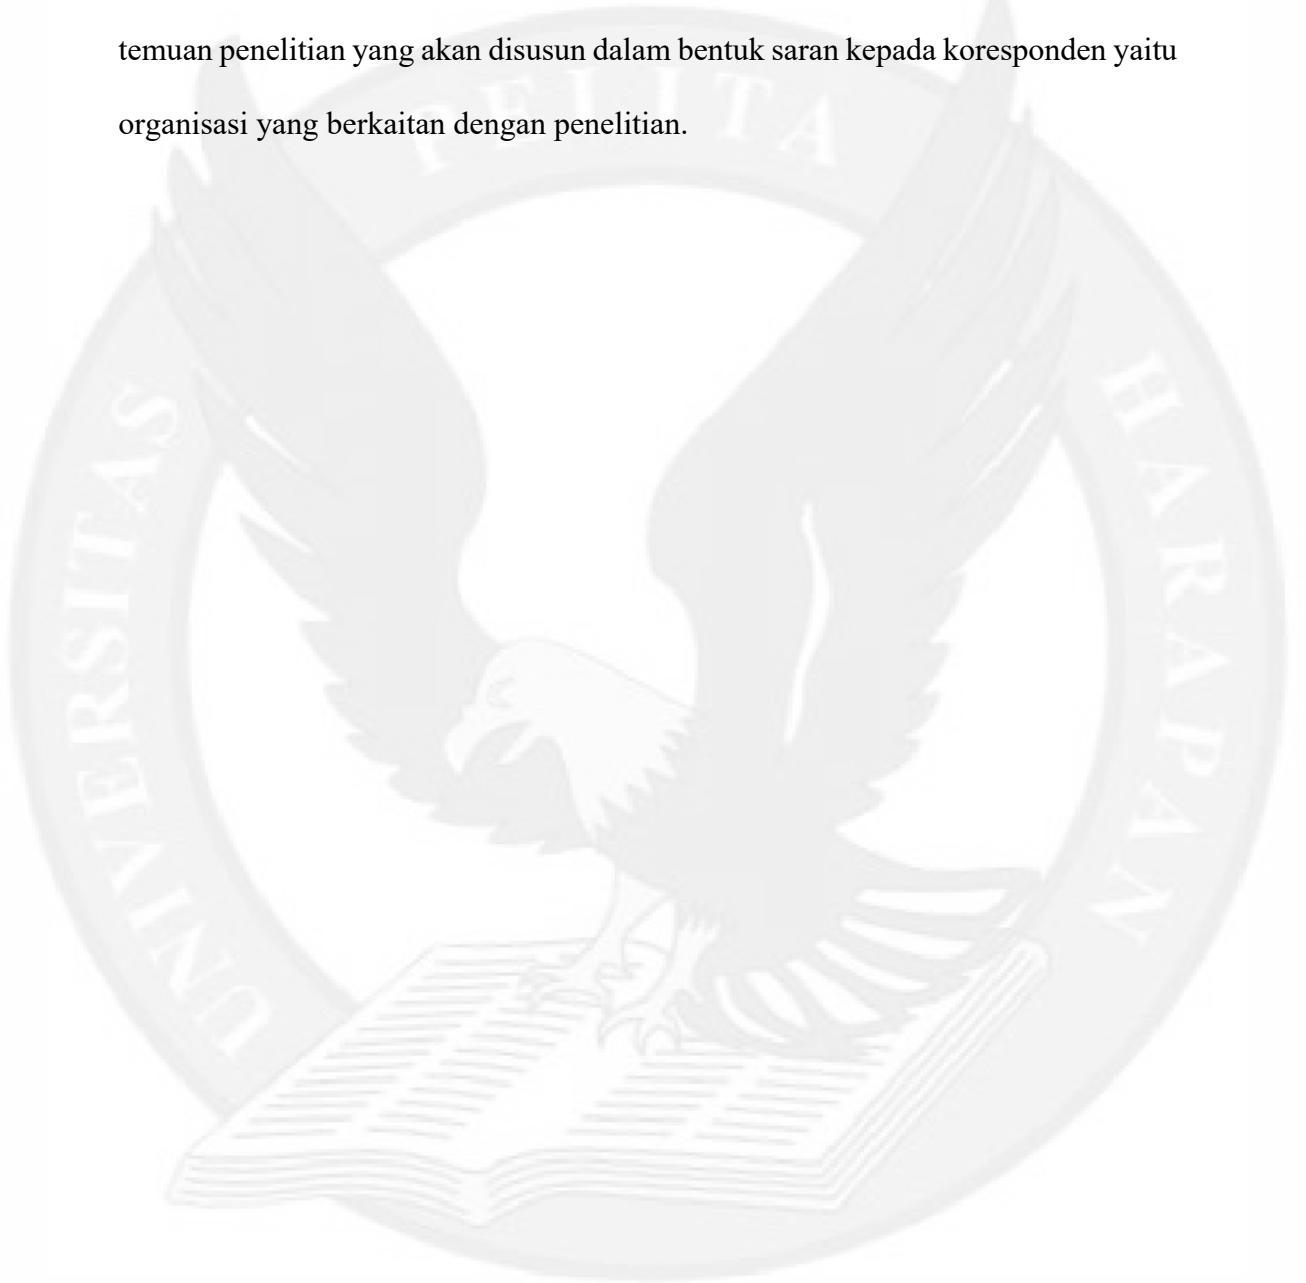 temuan penelitian yang akan disusun dalam bentuk saran kepada koresponden yaitu
organisasi yang berkaitan dengan penelitian.
UNIVERSITAS PELITA HARAPAN